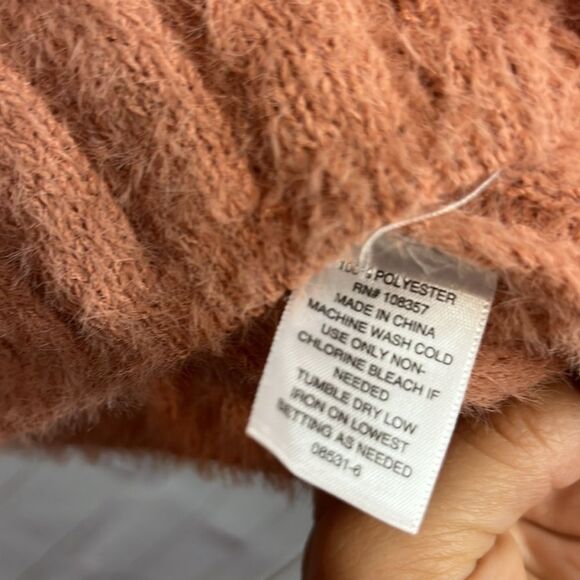 100% POLYESTER
RN# 108357
MADE IN CHINA
MACHINE WASH COLD
USE ONLY NON-
CHLORINE BLEACH IF
NEEDED
TUMBLE DRY LOW
IRON ON LOWEST
SETTING AS NEEDED
08531-6